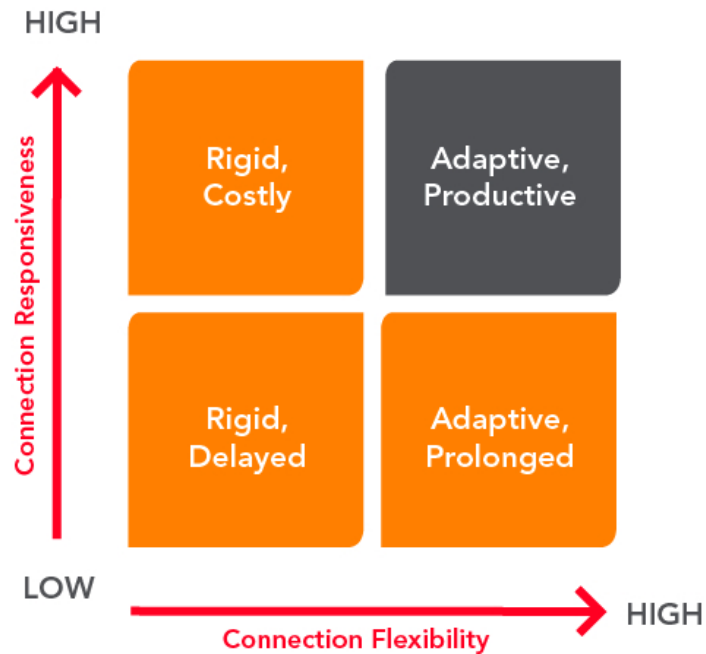 HIGH
Connection Responsiveness
Rigid,
Costly
Adaptive,
Productive
Rigid,
Delayed
Adaptive,
Prolonged
LOW
HIGH
Connection Flexibility